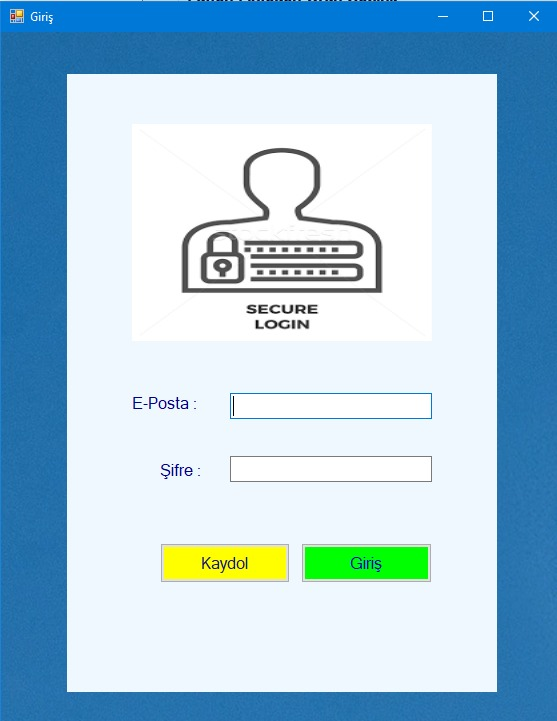 Giriş
SECURE
LOGIN
E-Posta :
Şifre :
Kaydol
Giriş